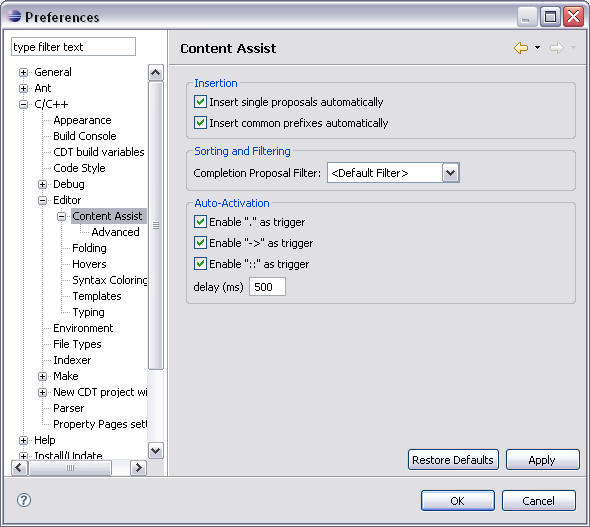 Preferences
type filter text
General
Ant
C/C++
Appearance
Build Console
CDT build variables
Code Style
Debug
Editor
Content Assist
Advanced
Folding
Hovers
Syntax Coloring
Templates
Typing
Environment
File Types
Indexer
Make
New CDT project wi
Parser
Property Pages sett
Help
Install/Update
Content Assist
Insertion
Insert single proposals automatically
Insert common prefixes automatically
Sorting and Filtering
Completion Proposal Filter: <Default Filter>
Auto-Activation
Enable "." as trigger
Enable "->" as trigger
Enable "::" as trigger
delay (ms) 500
Restore Defaults Apply
? OK Cancel